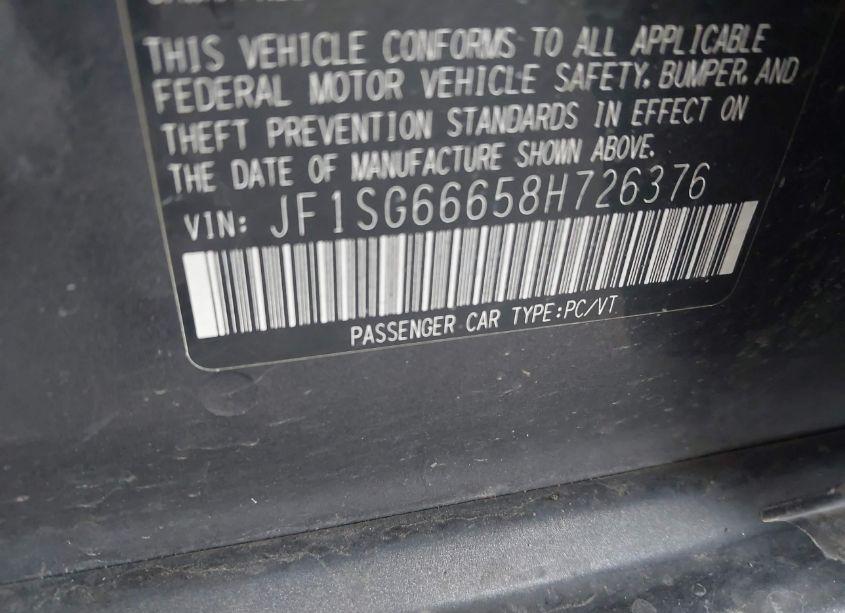 THIS VEHICLE CONFORMS TO ALL APPLICABLE
FEDERAL MOTOR VEHICLE SAFETY, BUMPER, AND
THEFT PREVENTION STANDARDS IN EFFECT ON
THE DATE OF MANUFACTURE SHOWN ABOVE.
VIN: JF1SG66658H726376
PASSENGER CAR TYPE:PC/VT